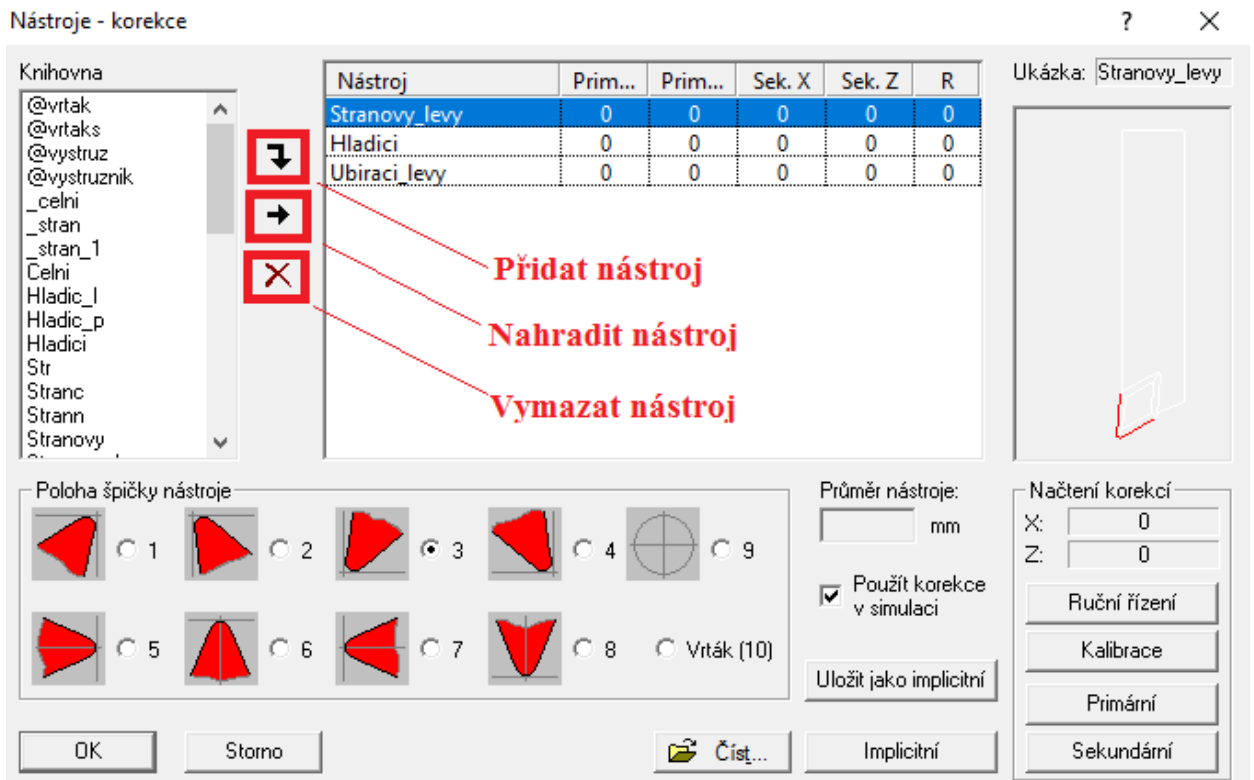 Nástroje - korekce
?
Knihovna
@vrtak
@vrtaks
@vystruz
@vystruznik
_celni
_stran
_stran_1
Celni
Hladic_l
Hladic_p
Hladici
Str
Stranc
Strann
Stranovy
Nástroj Prim... Prim... Sek. X Sek. Z R
Stranovy_levy 0 0 0 0 0
Hladici 0 0 0 0 0
Ubiraci_levy 0 0 0 0 0
Přidat nástroj
Nahradit nástroj
Vymazat nástroj
Ukázka: Stranovy_levy
Poloha špičky nástroje
1 2 3 4 9
5 6 7 8 Vrták (10)
Průměr nástroje:
mm
Použít korekce
v simulaci
Uložit jako implicitní
Načtení korekcí
X: 0
Z: 0
Ruční řízení
Kalibrace
Primární
Sekundární
OK Storno Číst... Implicitní